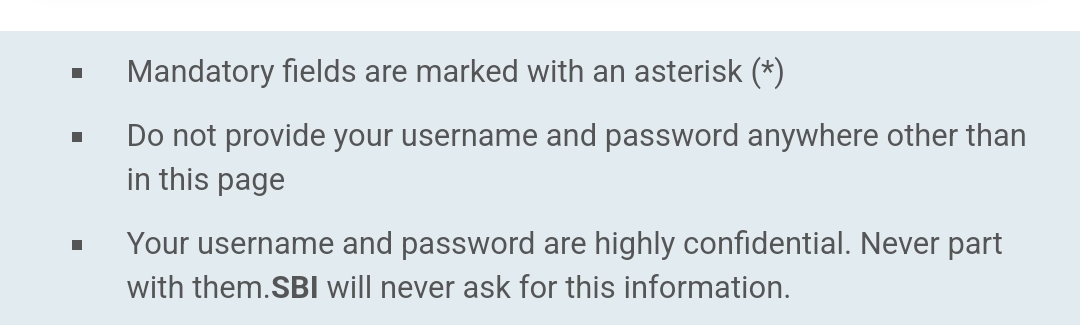 ▪ Mandatory fields are marked with an asterisk (*)
▪ Do not provide your username and password anywhere other than
in this page
▪ Your username and password are highly confidential. Never part
with them.SBI will never ask for this information.